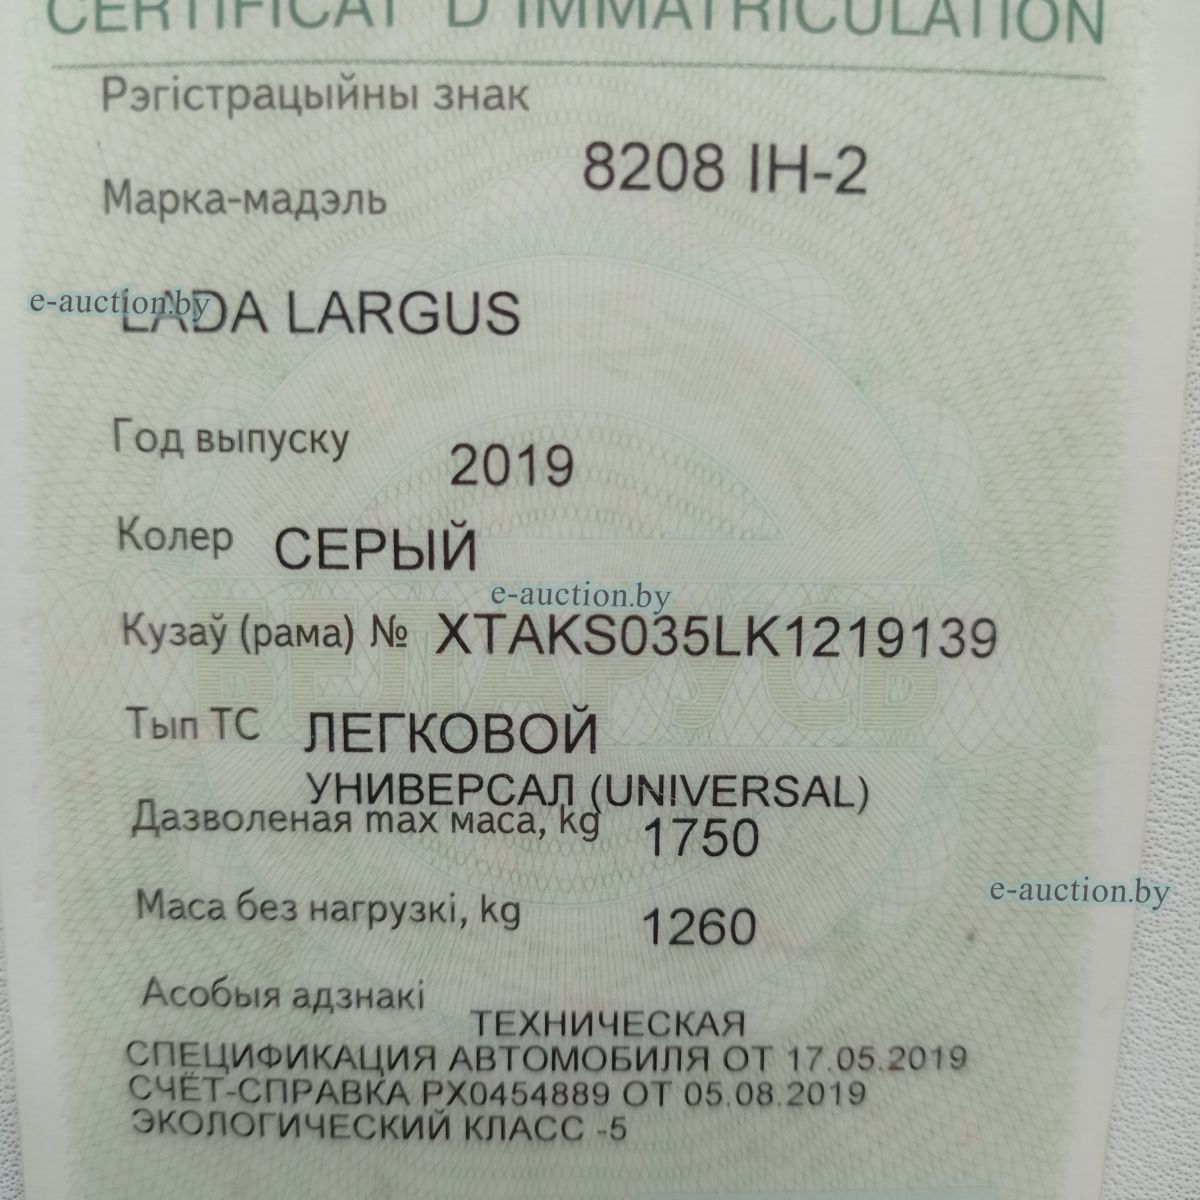 CERTIFICAT D'IMMATRICULATION
Рэгістрацыйны знак
8208 IH-2
Марка-мадэль
LADA LARGUS
e-auction.by
Год выпуску 2019
Колер СЕРЫЙ
e-auction.by
Кузаў (рама) № XTAKS035LK1219139
БЕЛАРУСЬ
Тып ТС ЛЕГКОВОЙ
УНИВЕРСАЛ (UNIVERSAL)
Дазволеная max маса, kg 1750
e-auction.by
Маса без нагрузкі, kg 1260
Асобыя адзнакі
ТЕХНИЧЕСКАЯ
СПЕЦИФИКАЦИЯ АВТОМОБИЛЯ ОТ 17.05.2019
СЧЁТ-СПРАВКА РХ0454889 ОТ 05.08.2019
ЭКОЛОГИЧЕСКИЙ КЛАСС -5